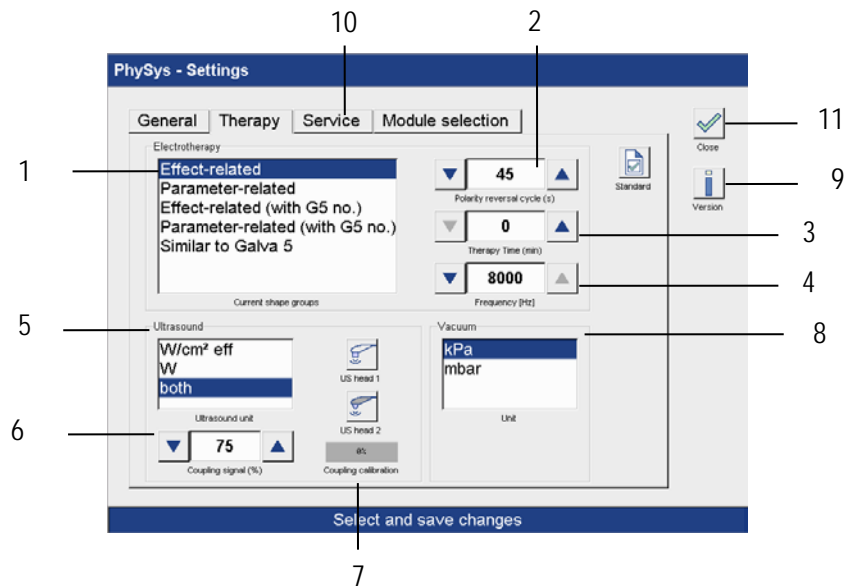 10
2
PhySys - Settings
General Therapy Service Module selection
11
Close
1
Electrotherapy
Effect-related
Parameter-related
Effect-related (with G5 no.)
Parameter-related (with G5 no.)
Similar to Galva 5
Current shape groups
45
Polarity reversal cycle (s)
0
Therapy Time (min)
8000
Frequency [Hz]
Standard
Version
9
3
4
5
Ultrasound
W/cm² eff
W
both
Ultrasound unit
6
75
Coupling signal (%)
US head 1
US head 2
0%
Coupling calibration
Vacuum
kPa
mbar
Unit
8
Select and save changes
7